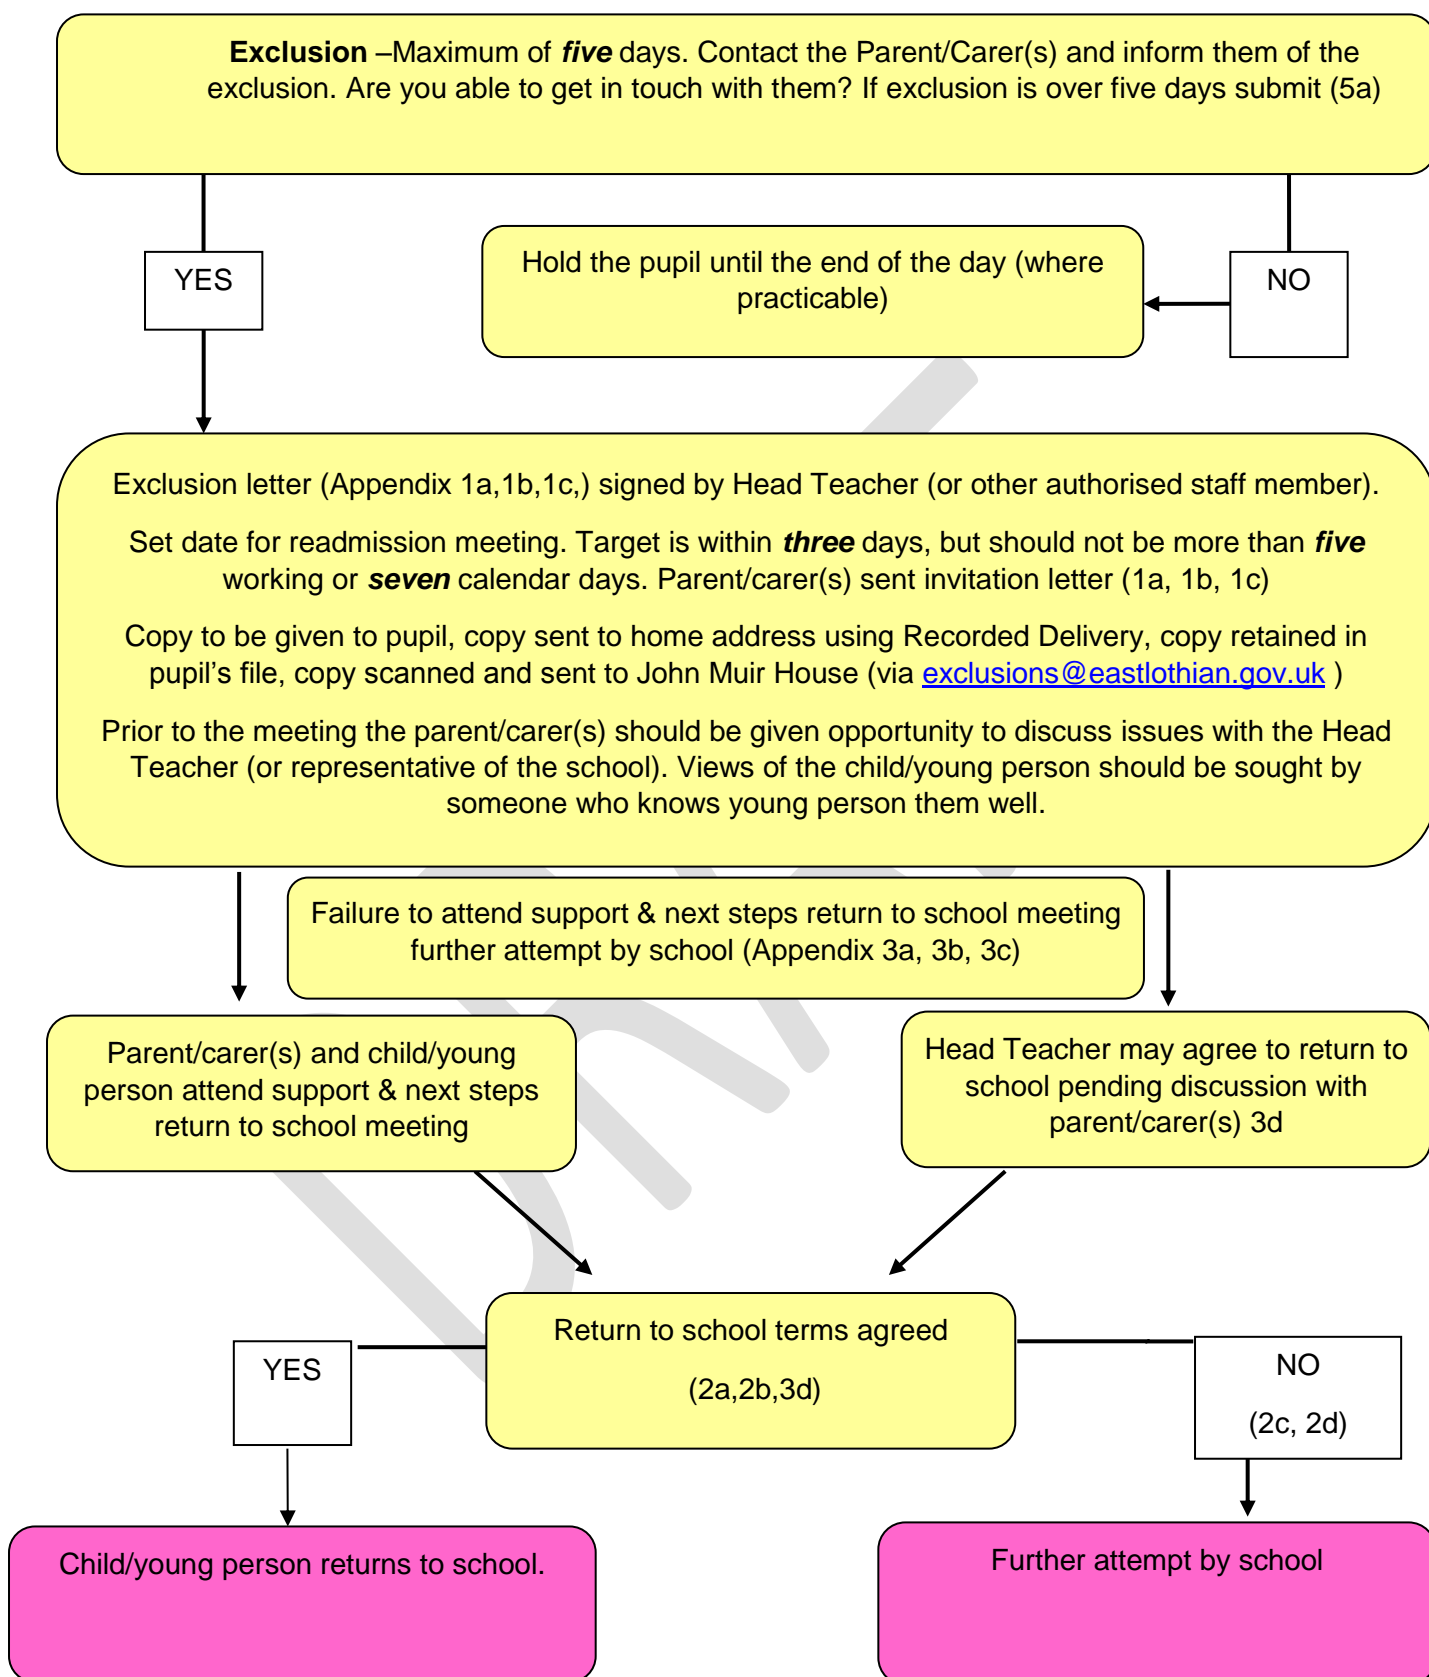 Exclusion –Maximum of five days. Contact the Parent/Carer(s) and inform them of the
exclusion. Are you able to get in touch with them? If exclusion is over five days submit (5a)
YES
Hold the pupil until the end of the day (where
practicable)
NO
Exclusion letter (Appendix 1a,1b,1c,) signed by Head Teacher (or other authorised staff member).
Set date for readmission meeting. Target is within three days, but should not be more than five
working or seven calendar days. Parent/carer(s) sent invitation letter (1a, 1b, 1c)
Copy to be given to pupil, copy sent to home address using Recorded Delivery, copy retained in
pupil’s file, copy scanned and sent to John Muir House (via exclusions@eastlothian.gov.uk )
Prior to the meeting the parent/carer(s) should be given opportunity to discuss issues with the Head
Teacher (or representative of the school). Views of the child/young person should be sought by
someone who knows young person them well.
Failure to attend support & next steps return to school meeting
further attempt by school (Appendix 3a, 3b, 3c)
Parent/carer(s) and child/young
person attend support & next steps
return to school meeting
Head Teacher may agree to return to
school pending discussion with
parent/carer(s) 3d
Return to school terms agreed
(2a,2b,3d)
YES
NO
(2c, 2d)
Child/young person returns to school.
Further attempt by school
DRAFT